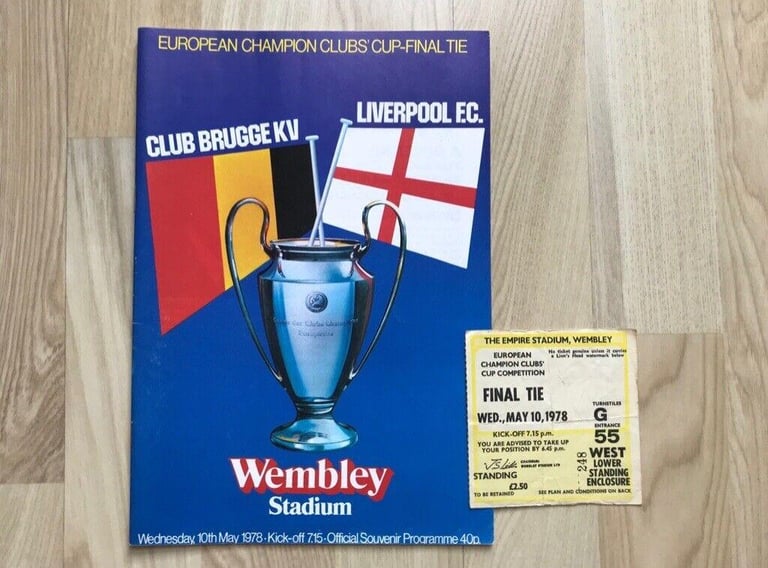 EUROPEAN CHAMPION CLUBS' CUP-FINAL TIE
CLUB BRUGGE KV
LIVERPOOL F.C.
Wembley
Stadium
Wednesday, 10th May 1978 · Kick-off 7.15 · Official Souvenir Programme 40p.
THE EMPIRE STADIUM, WEMBLEY
EUROPEAN
CHAMPION CLUBS'
CUP COMPETITION
No ticket genuine unless it carries
a Lion's Head watermark below
FINAL TIE
WED., MAY 10, 1978
KICK-OFF 7.15 p.m.
YOU ARE ADVISED TO TAKE UP
YOUR POSITION BY 6.45 p.m.
CHAIRMAN
WEMBLEY STADIUM LTD
STANDING
£2.50
TO BE RETAINED
TURNSTILES
G
ENTRANCE
55
WEST
LOWER
STANDING
ENCLOSURE
248
SEE PLAN AND CONDITIONS ON BACK